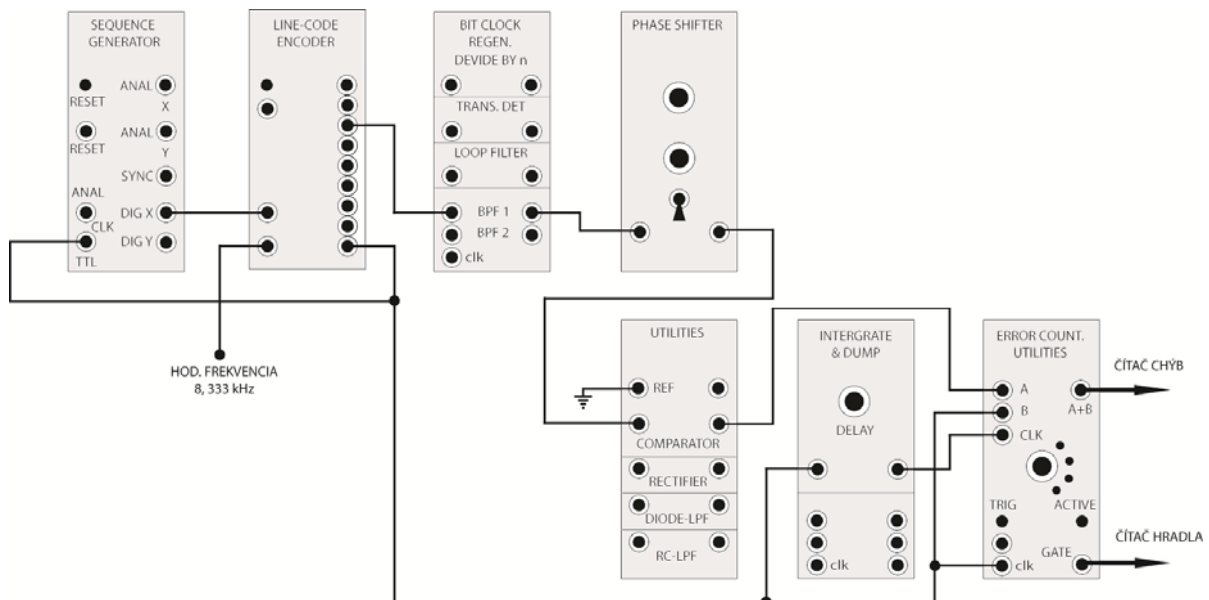 SEQUENCE
GENERATOR
RESET
ANAL
X
RESET
ANAL
Y
SYNC
ANAL
CLK
DIG X
TTL
DIG Y
LINE-CODE
ENCODER
HOD. FREKVENCIA
8, 333 kHz
BIT CLOCK
REGEN.
DEVIDE BY n
TRANS. DET
LOOP FILTER
BPF 1
BPF 2
clk
PHASE SHIFTER
UTILITIES
REF
COMPARATOR
RECTIFIER
DIODE-LPF
RC-LPF
INTERGRATE
& DUMP
DELAY
clk
ERROR COUNT.
UTILITIES
A
B
A+B
CLK
TRIG
ACTIVE
GATE
clk
ČÍTAČ CHÝB
ČÍTAČ HRADLA